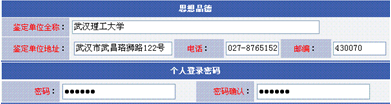 思想品德
鉴定单位全称： 武汉理工大学
鉴定单位地址： 武汉市武昌珞狮路122号 电话： 027-8765152 邮编： 430070
个人登录密码
密码： ●●●●●● 密码确认： ●●●●●●